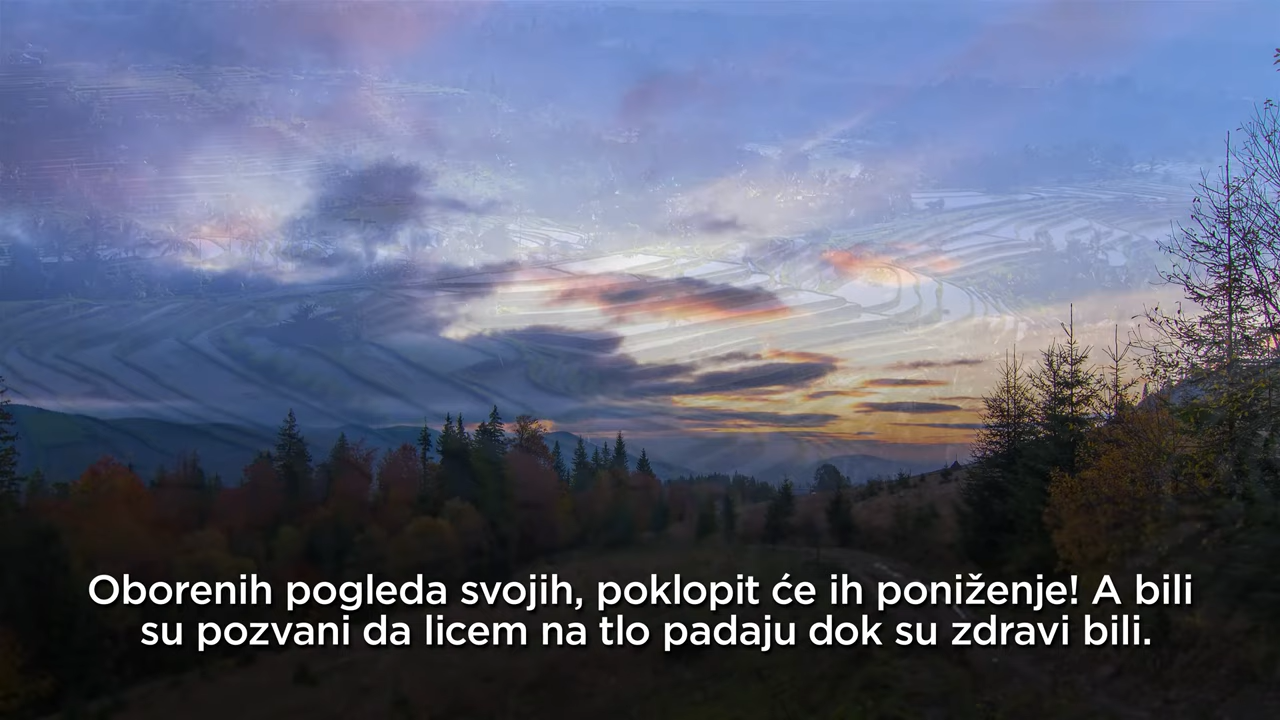 Oborenih pogleda svojih, poklopit će ih poniženje! A bili
su pozvani da licem na tlo padaju dok su zdravi bili.